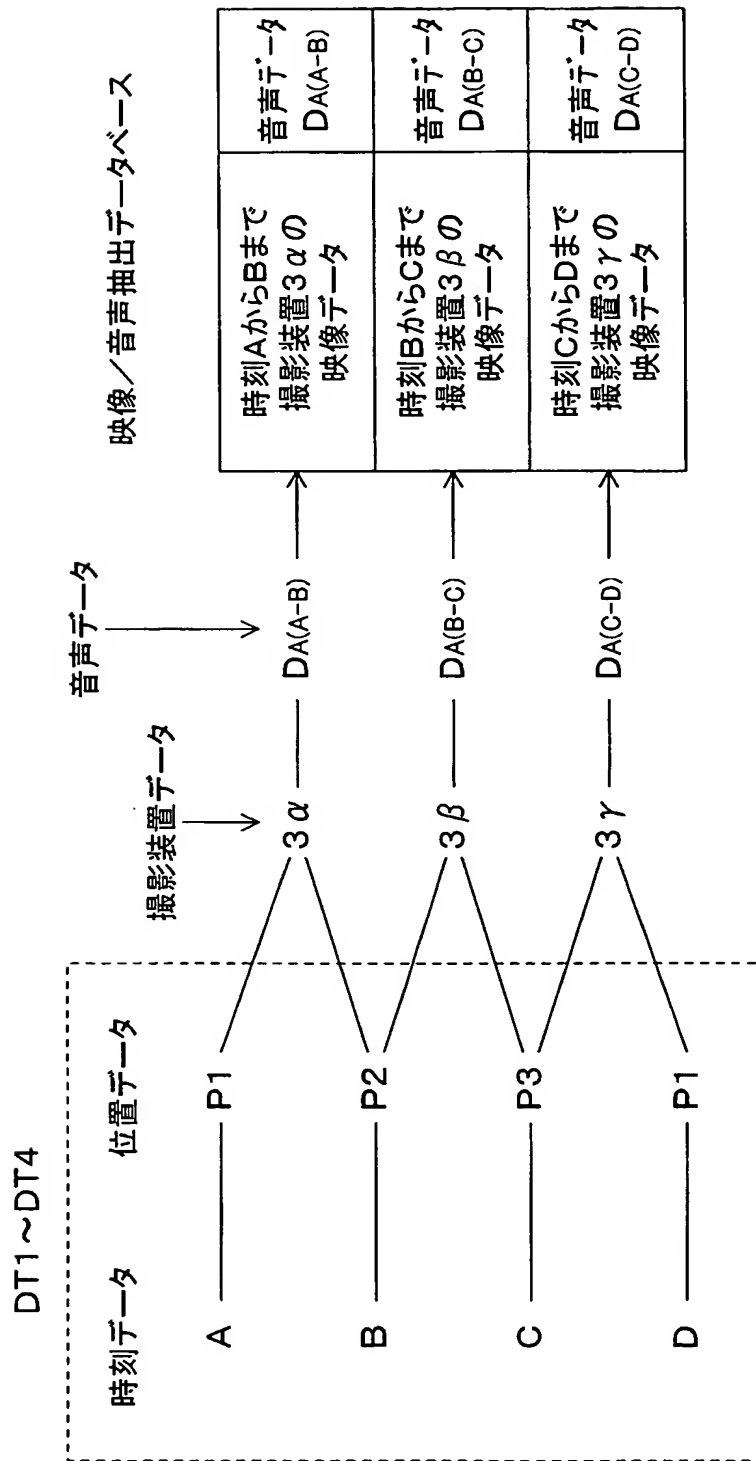 DT1～DT4
時刻データ
位置データ
撮影装置データ
音声データ
映像／音声抽出データベース
A
P1
3α
DA(A-B)
時刻AからBまで
撮影装置3αの
映像データ
音声データ
DA(A-B)
B
P2
3β
DA(B-C)
時刻BからCまで
撮影装置3βの
映像データ
音声データ
DA(B-C)
C
P3
3γ
DA(C-D)
時刻CからDまで
撮影装置3γの
映像データ
音声データ
DA(C-D)
D
P1